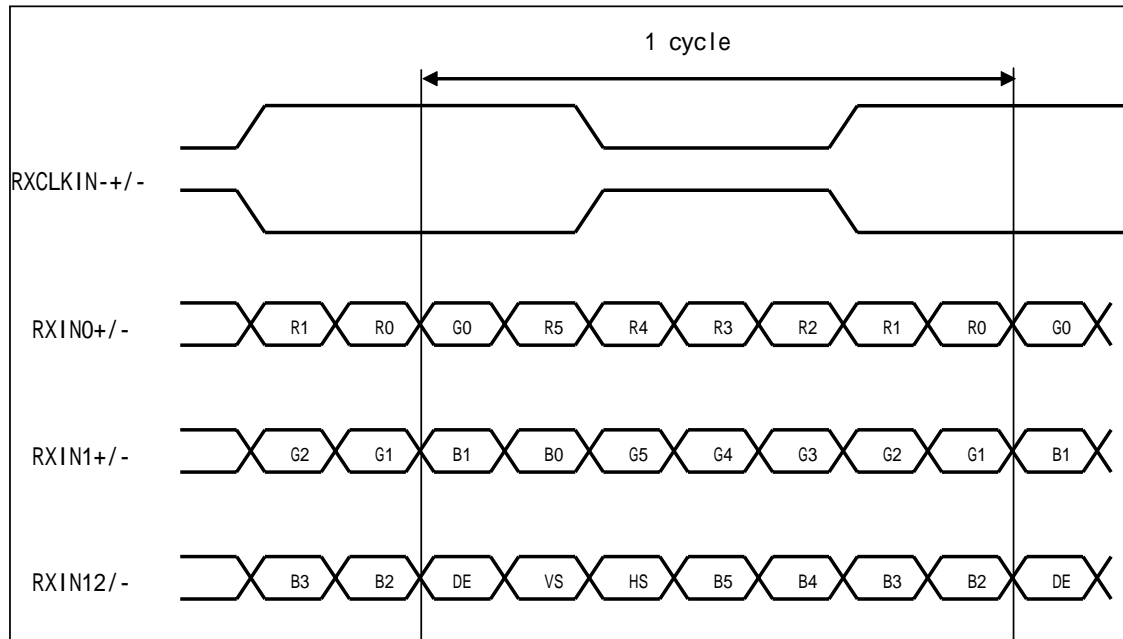 1 cycle
RXCLKIN-+/-
RXIN0+/-
R1 R0 G0 R5 R4 R3 R2 R1 R0 G0
RXIN1+/-
G2 G1 B1 B0 G5 G4 G3 G2 G1 B1
RXIN12/-
B3 B2 DE VS HS B5 B4 B3 B2 DE